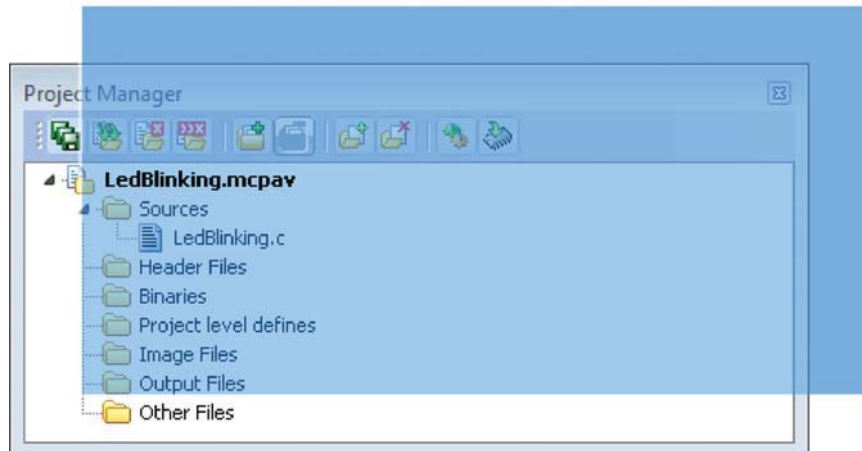 Project Manager
LedBlinking.mcpav
Sources
LedBlinking.c
Header Files
Binaries
Project level defines
Image Files
Output Files
Other Files